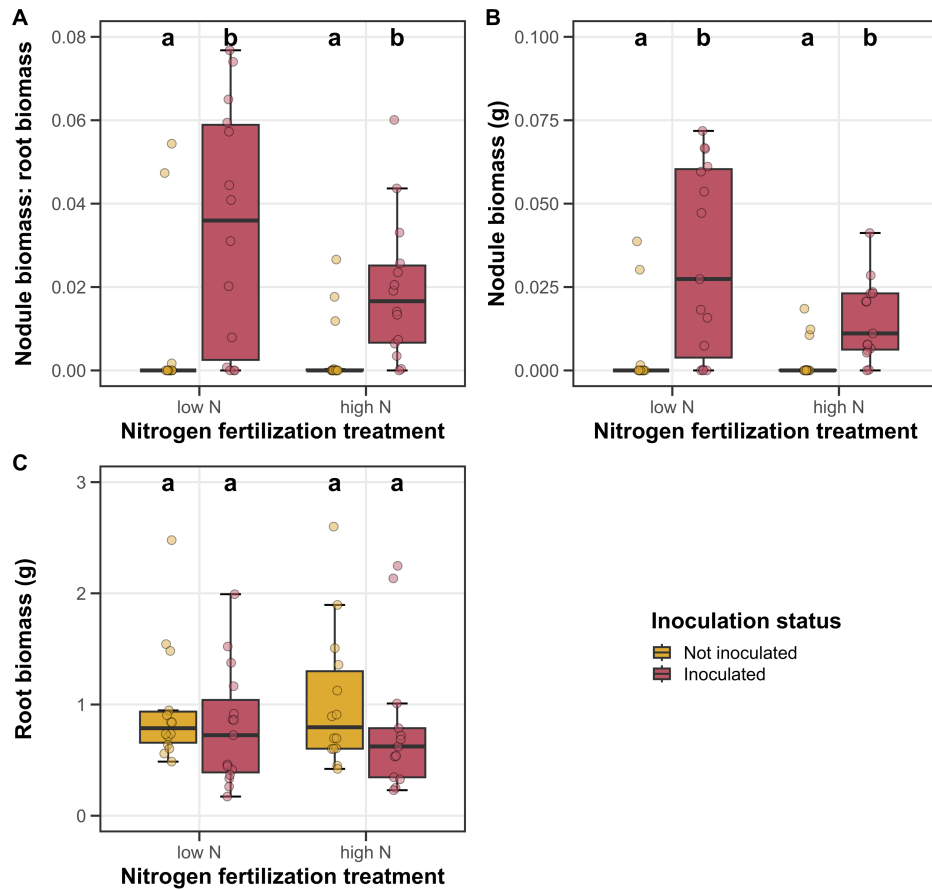 A
0.08
0.06
0.04
0.02
0.00
a b a b
Nodule biomass: root biomass
low N high N
Nitrogen fertilization treatment
B
0.100
0.075
0.050
0.025
0.000
a b a b
Nodule biomass (g)
low N high N
Nitrogen fertilization treatment
C
3
2
1
0
a a a a
Root biomass (g)
low N high N
Nitrogen fertilization treatment
Inoculation status
Not inoculated
Inoculated